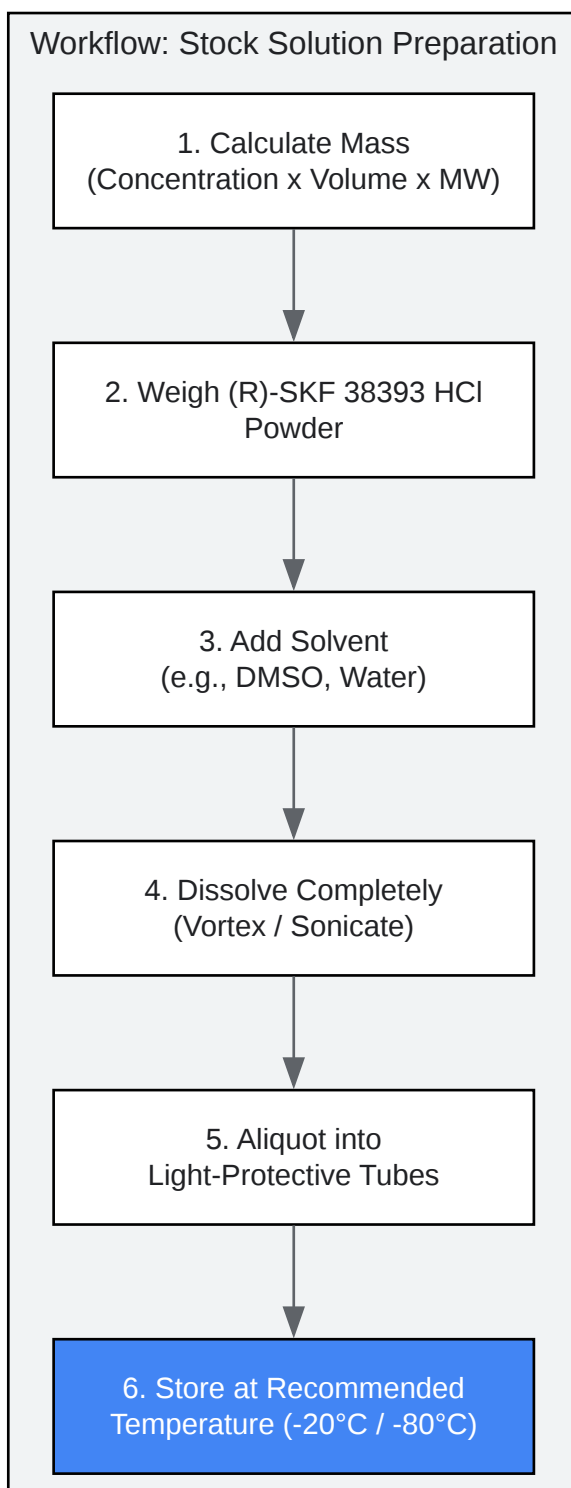 Workflow: Stock Solution Preparation
1. Calculate Mass
(Concentration x Volume x MW)
2. Weigh (R)-SKF 38393 HCl
Powder
3. Add Solvent
(e.g., DMSO, Water)
4. Dissolve Completely
(Vortex / Sonicate)
5. Aliquot into
Light-Protective Tubes
6. Store at Recommended
Temperature (-20°C / -80°C)